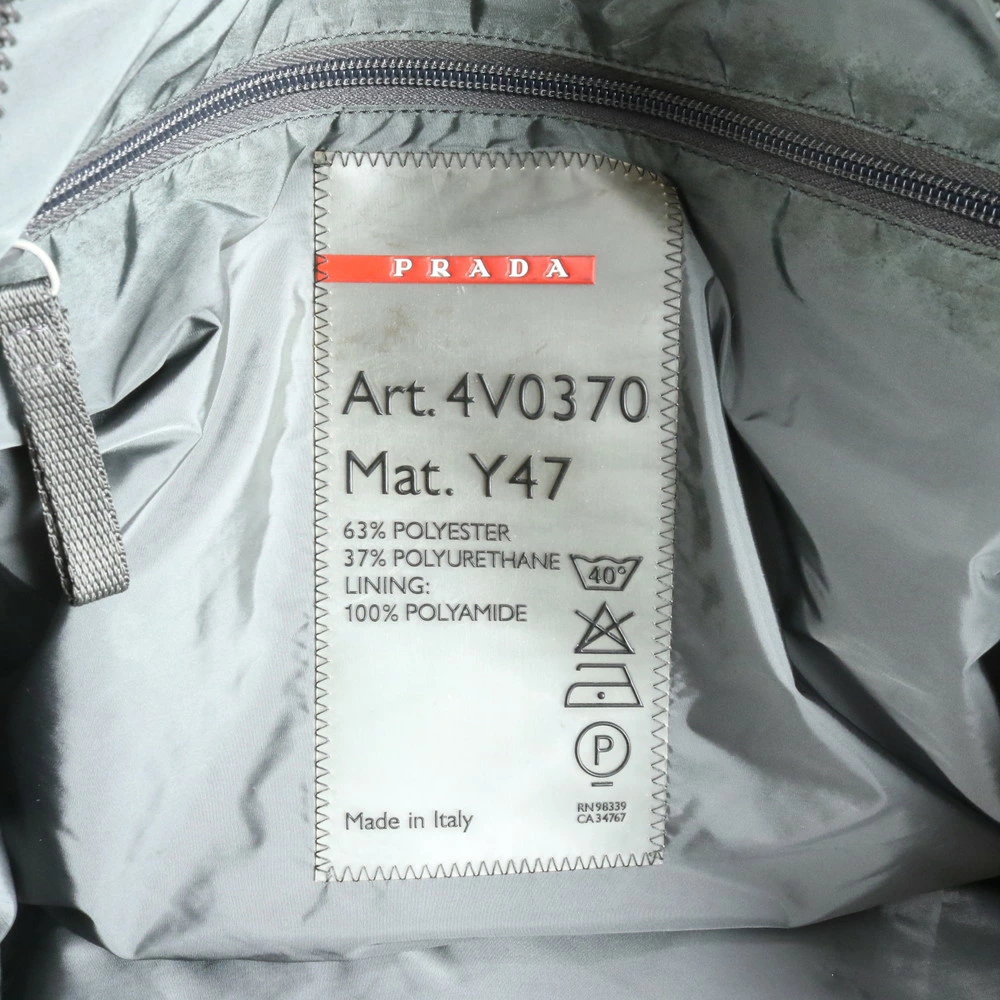 PRADA
Art. 4V0370
Mat. Y47
63% POLYESTER
37% POLYURETHANE
LINING:
100% POLYAMIDE
40°
P
Made in Italy
RN 98339
CA 34767